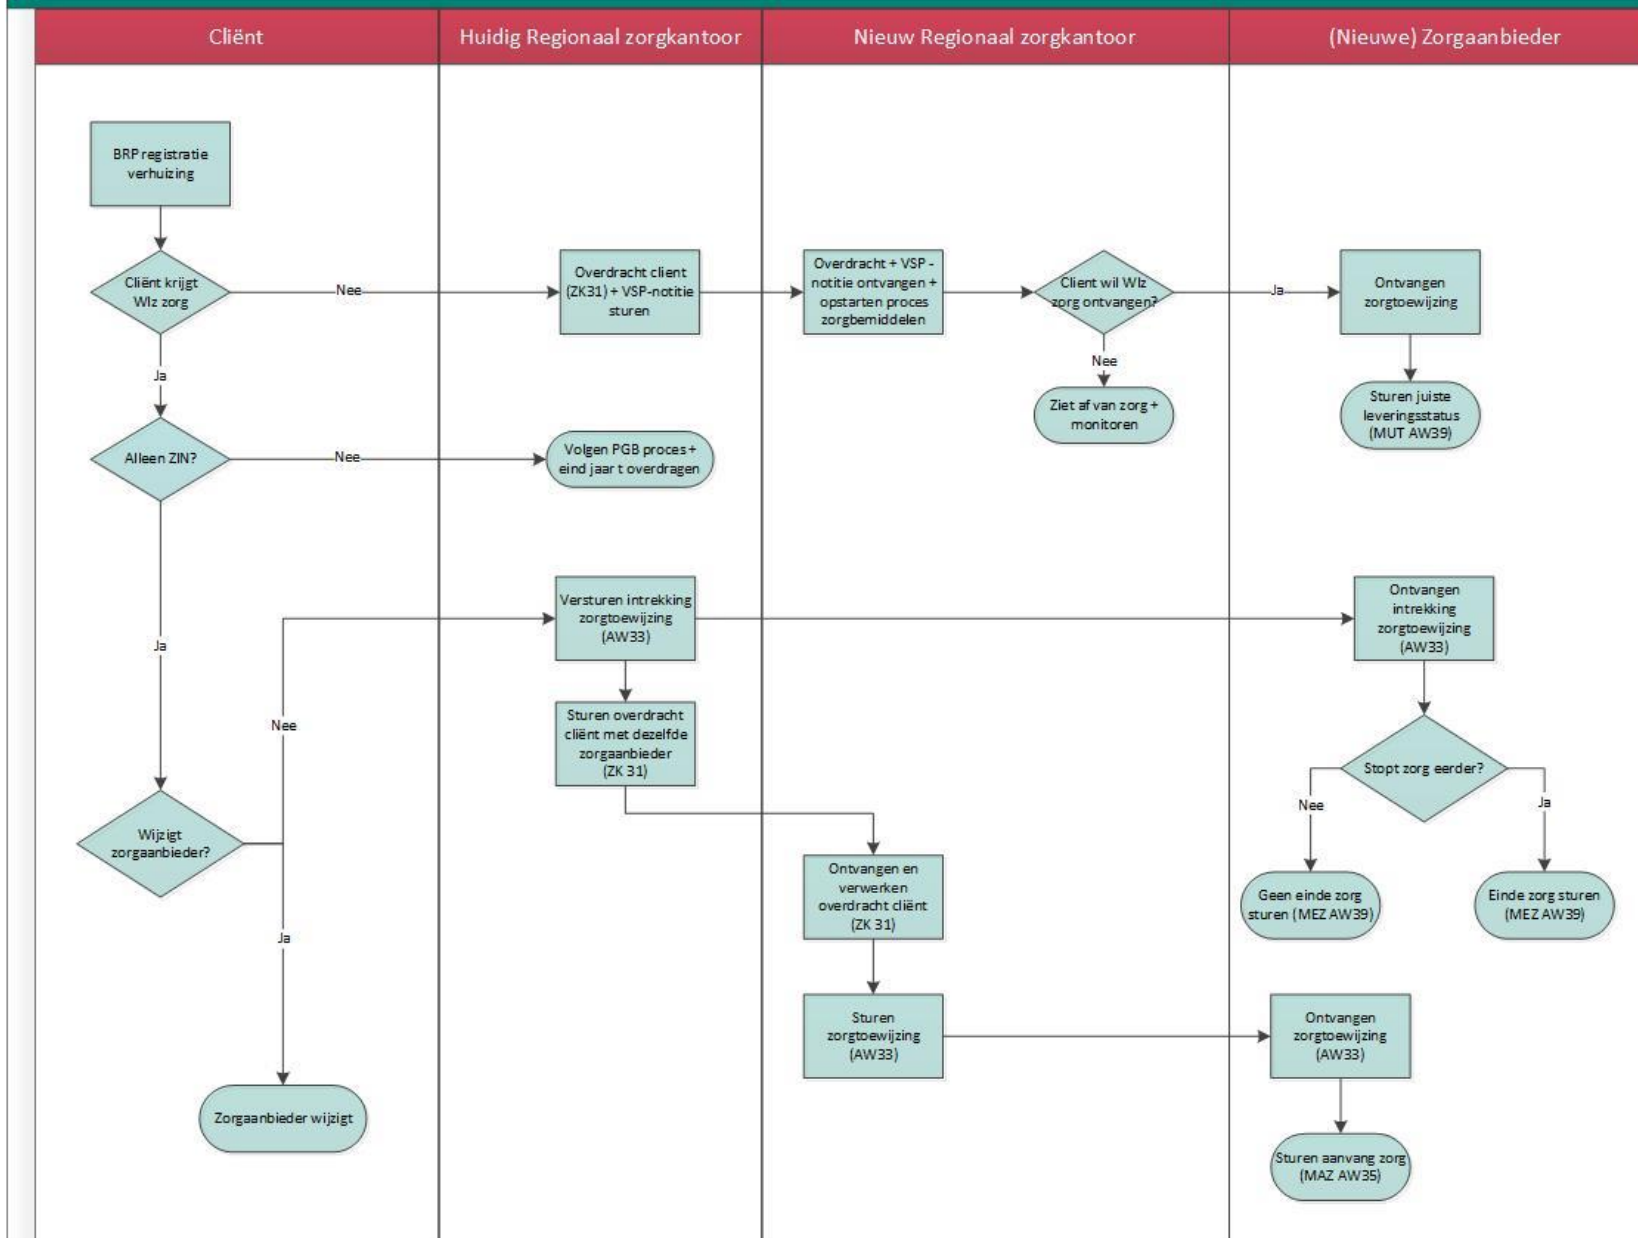 Cliënt
Huidig Regionaal zorgkantoor
Nieuw Regionaal zorgkantoor
(Nieuwe) Zorgaanbieder
BRP registratie
verhuizing
Cliënt krijgt
Wlz zorg
Nee
Overdracht client
(ZK31) + VSP-notitie
sturen
Overdracht + VSP -
notitie ontvangen +
opstarten proces
zorgbemiddelen
Client wil Wlz
zorg ontvangen?
Ja
Ontvangen
zorgtoewijzing
Ja
Nee
Ziet af van zorg +
monitoren
Sturen juiste
leveringsstatus
(MUT AW39)
Alleen ZIN?
Nee
Volgen PGB proces +
eind jaar t overdragen
Ja
Nee
Versturen intrekking
zorgtoewijzing
(AW33)
Ontvangen
intrekking
zorgtoewijzing
(AW33)
Sturen overdracht
cliënt met dezelfde
zorgaanbieder
(ZK 31)
Stopt zorg eerder?
Nee
Ja
Wijzigt
zorgaanbieder?
Ontvangen en
verwerken
overdracht cliënt
(ZK 31)
Geen einde zorg
sturen (MEZ AW39)
Einde zorg sturen
(MEZ AW39)
Ja
Sturen
zorgtoewijzing
(AW33)
Ontvangen
zorgtoewijzing
(AW33)
Zorgaanbieder wijzigt
Sturen aanvang zorg
(MAZ AW35)